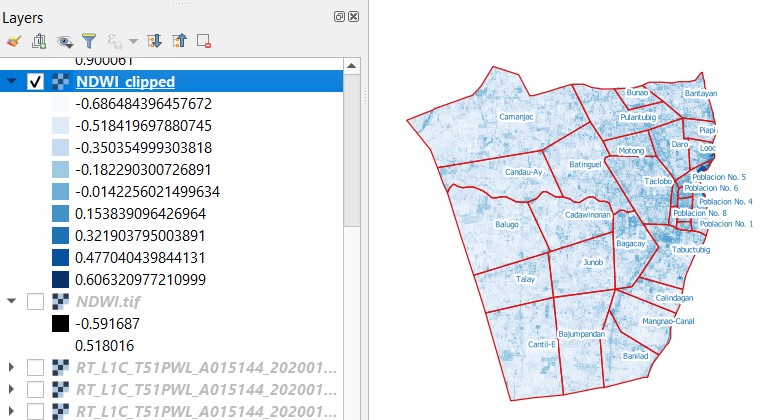 Layers
0.900061
NDWI_clipped
-0.686484396457672
-0.518419697880745
-0.350354999303818
-0.182290300726891
-0.0142256021499634
0.153839096426964
0.321903795003891
0.477040439844131
0.606320977210999
NDWI.tif
-0.591687
0.518016
RT_L1C_T51PWL_A015144_202001...
RT_L1C_T51PWL_A015144_202001...
RT_L1C_T51PWL_A015144_202001...
Bunao
Bantayan
Camanjac
Pulantubig
Piapi
Daro
Looc
Motong
Batinguel
Candau-Ay
Taclobo
Poblacion No. 5
Poblacion No. 6
Poblacion No. 4
Cadawinonan
Poblacion No. 8
Balugo
Poblacion No. 1
Bagacay
Tabuctubig
Junob
Talay
Calindagan
Mangnao-Canal
Bajumpandan
Cantil-E
Banilad